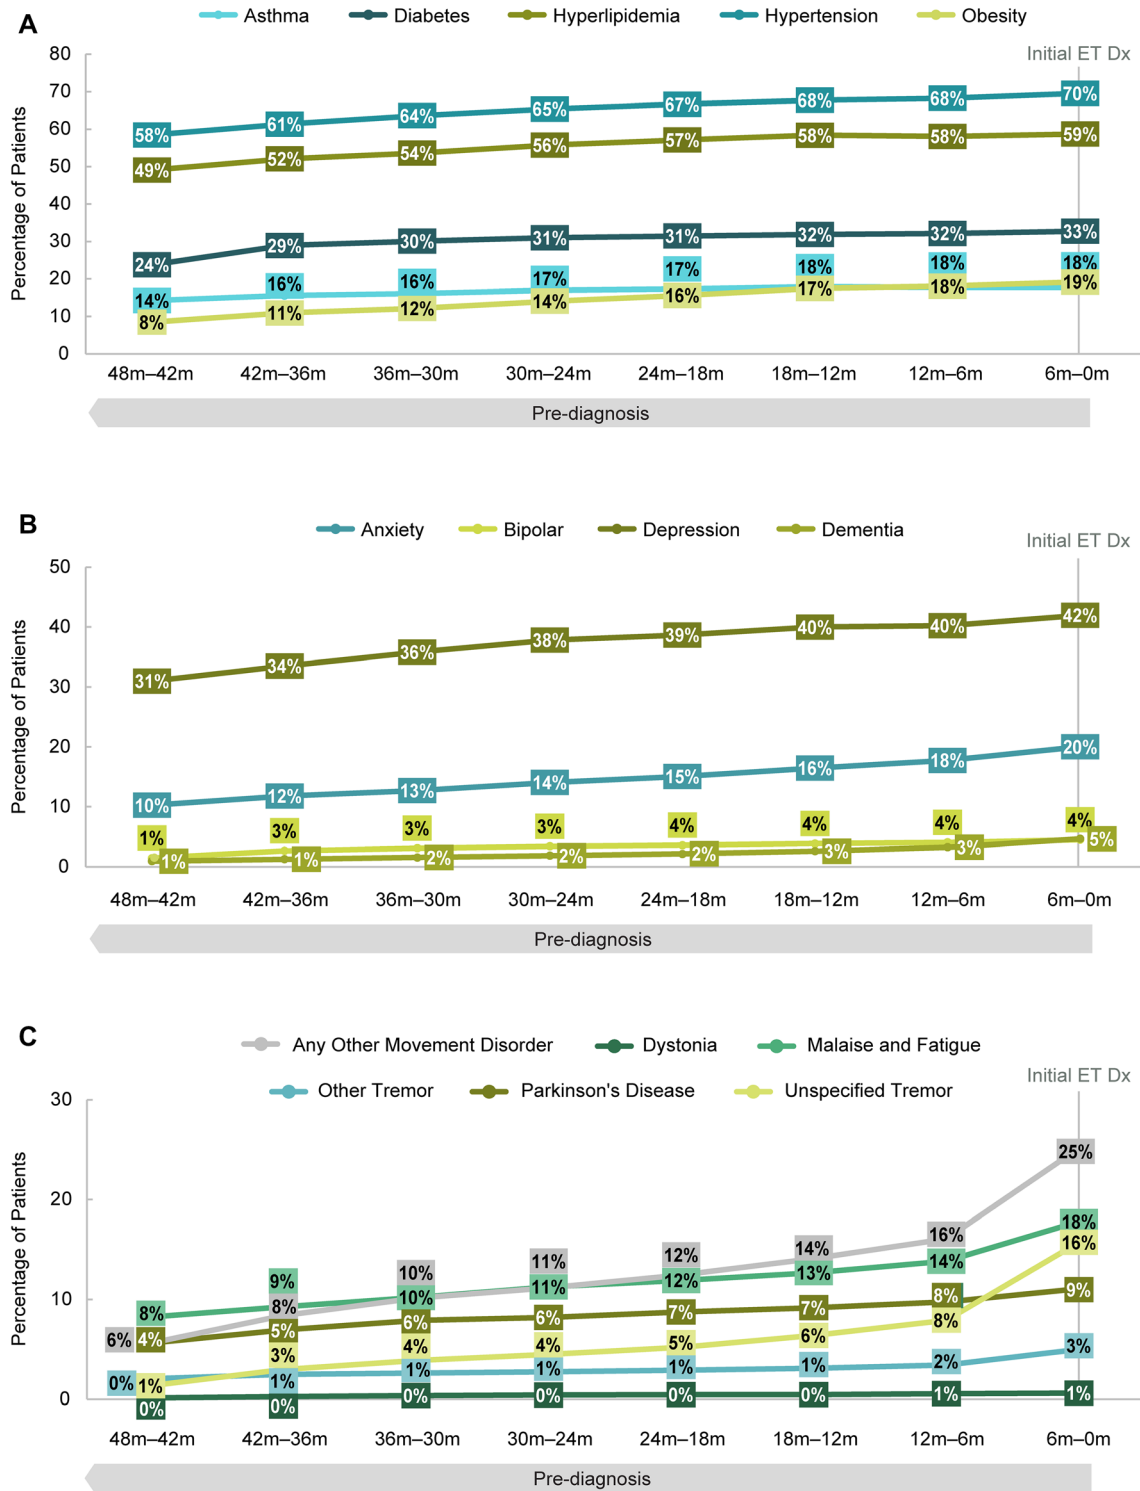 A
Asthma Diabetes Hyperlipidemia Hypertension Obesity
Initial ET Dx
Percentage of Patients
80
70
60
50
40
30
20
10
0
58% 61% 64% 65% 67% 68% 68% 70%
49% 52% 54% 56% 57% 58% 58% 59%
24% 29% 30% 31% 31% 32% 32% 33%
14% 16% 16% 17% 17% 18% 18% 18%
8% 11% 12% 14% 16% 17% 18% 19%
48m–42m 42m–36m 36m–30m 30m–24m 24m–18m 18m–12m 12m–6m 6m–0m
Pre-diagnosis
B
Anxiety Bipolar Depression Dementia
Initial ET Dx
Percentage of Patients
50
40
30
20
10
0
31% 34% 36% 38% 39% 40% 40% 42%
10% 12% 13% 14% 15% 16% 18% 20%
1% 3% 3% 3% 4% 4% 4% 4%
1% 1% 2% 2% 2% 3% 3% 5%
48m–42m 42m–36m 36m–30m 30m–24m 24m–18m 18m–12m 12m–6m 6m–0m
Pre-diagnosis
C
Any Other Movement Disorder Dystonia Malaise and Fatigue
Other Tremor Parkinson's Disease Unspecified Tremor
Initial ET Dx
Percentage of Patients
30
20
10
0
6% 8% 10% 11% 12% 14% 16% 25%
8% 9% 10% 11% 12% 13% 14% 18%
4% 5% 6% 6% 7% 7% 8% 9%
1% 3% 4% 4% 5% 6% 8% 16%
0% 1% 1% 1% 1% 1% 2% 3%
0% 0% 0% 0% 0% 0% 1% 1%
48m–42m 42m–36m 36m–30m 30m–24m 24m–18m 18m–12m 12m–6m 6m–0m
Pre-diagnosis